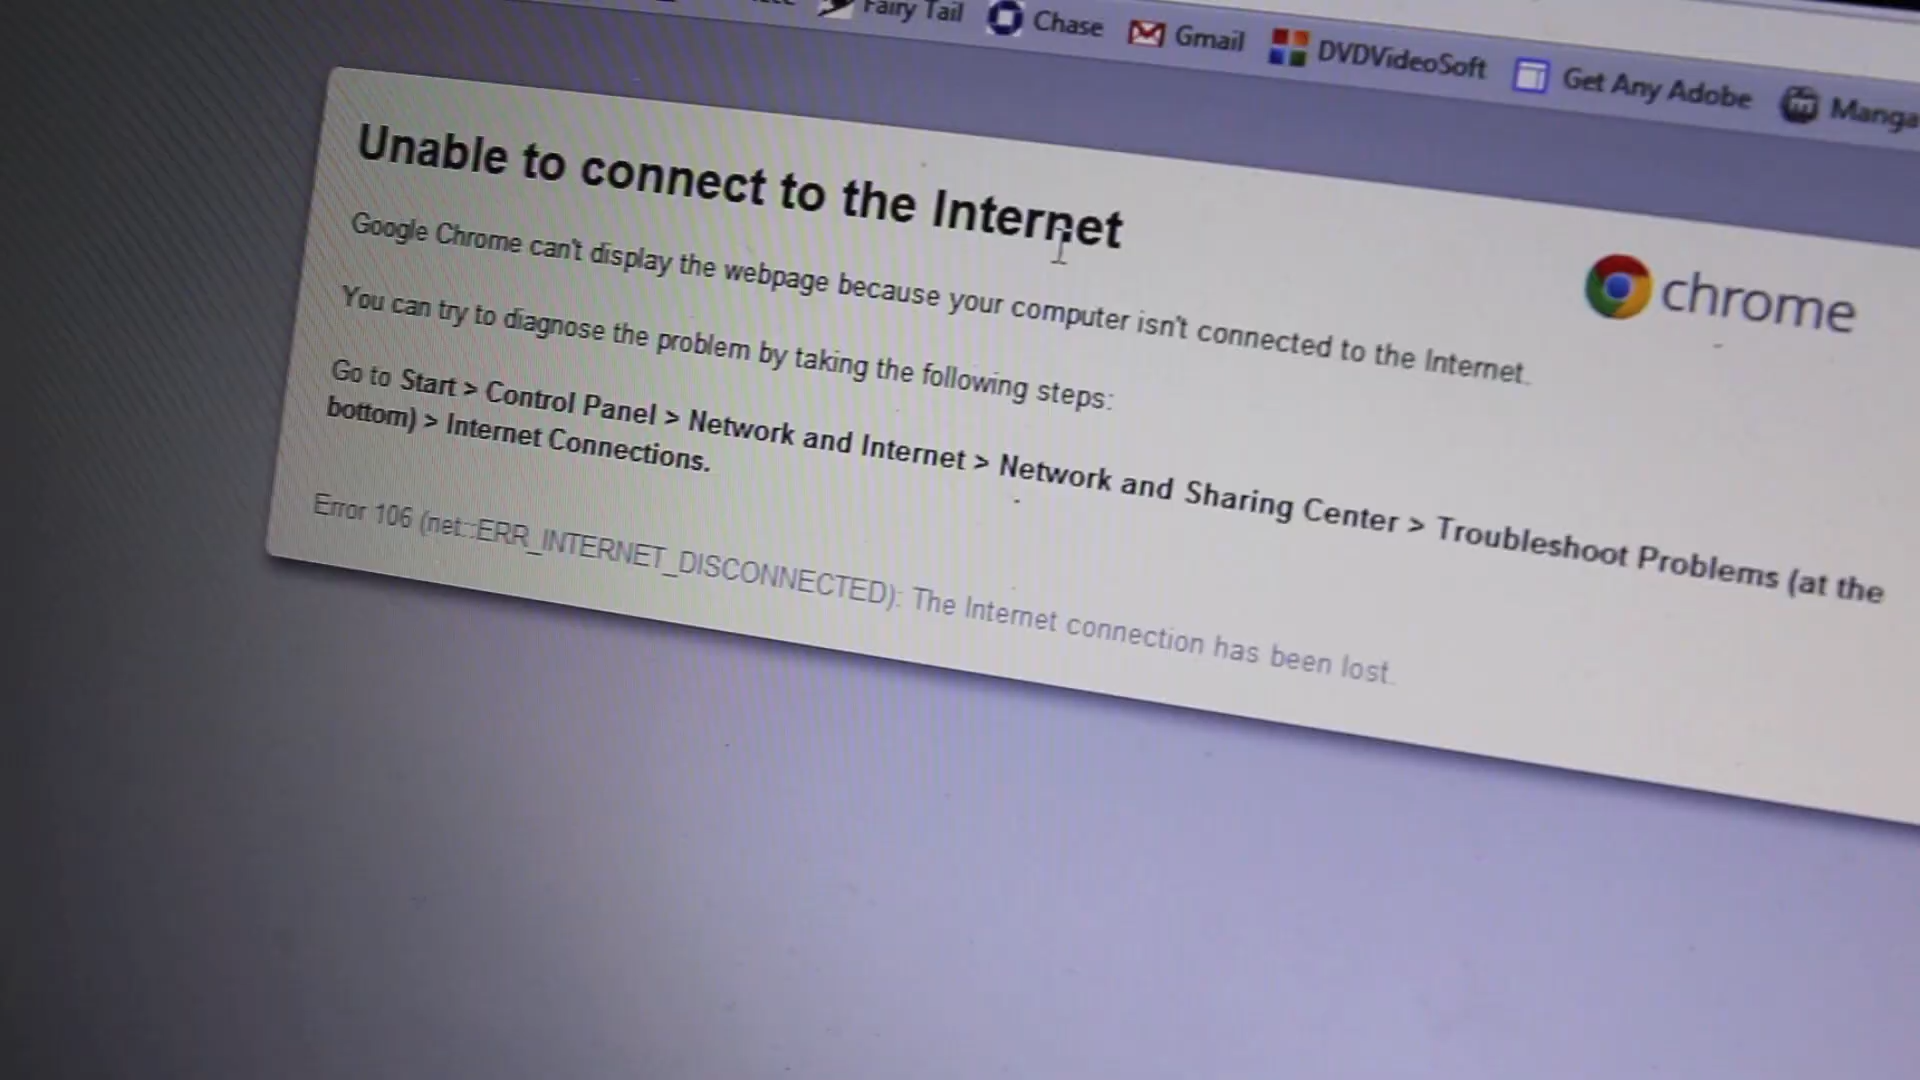 Fairy Tail Chase Gmail DVDVideoSoft Get Any Adobe Manga
Unable to connect to the Internet
chrome
Google Chrome can't display the webpage because your computer isn't connected to the Internet.
You can try to diagnose the problem by taking the following steps:
Go to Start > Control Panel > Network and Internet > Network and Sharing Center > Troubleshoot Problems (at the
bottom) > Internet Connections.
Error 106 (net::ERR_INTERNET_DISCONNECTED): The Internet connection has been lost.